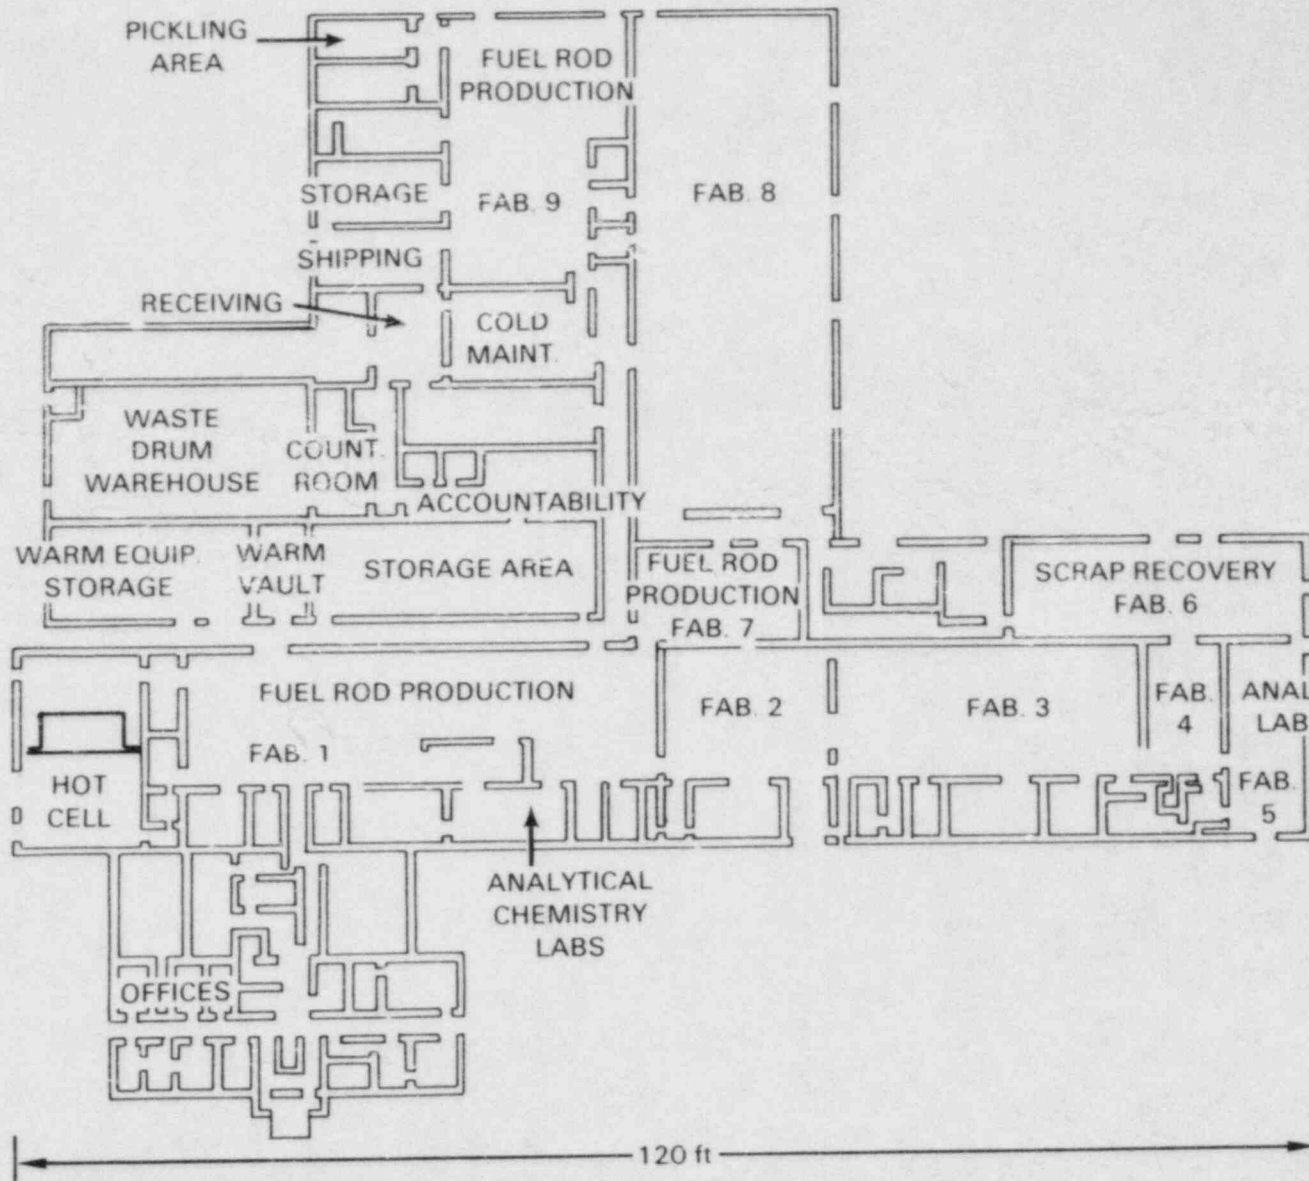 PICKLING
AREA
FUEL ROD
PRODUCTION
STORAGE
FAB. 9
FAB. 8
SHIPPING
RECEIVING
COLD
MAINT.
WASTE
DRUM
WAREHOUSE
COUNT.
ROOM
ACCOUNTABILITY
WARM EQUIP.
STORAGE
WARM
VAULT
STORAGE AREA
FUEL ROD
PRODUCTION
FAB. 7
SCRAP RECOVERY
FAB. 6
FUEL ROD PRODUCTION
FAB. 1
FAB. 2
FAB. 3
FAB.
4
ANAL
LAB
FAB.
5
HOT
CELL
ANALYTICAL
CHEMISTRY
LABS
OFFICES
120 ft